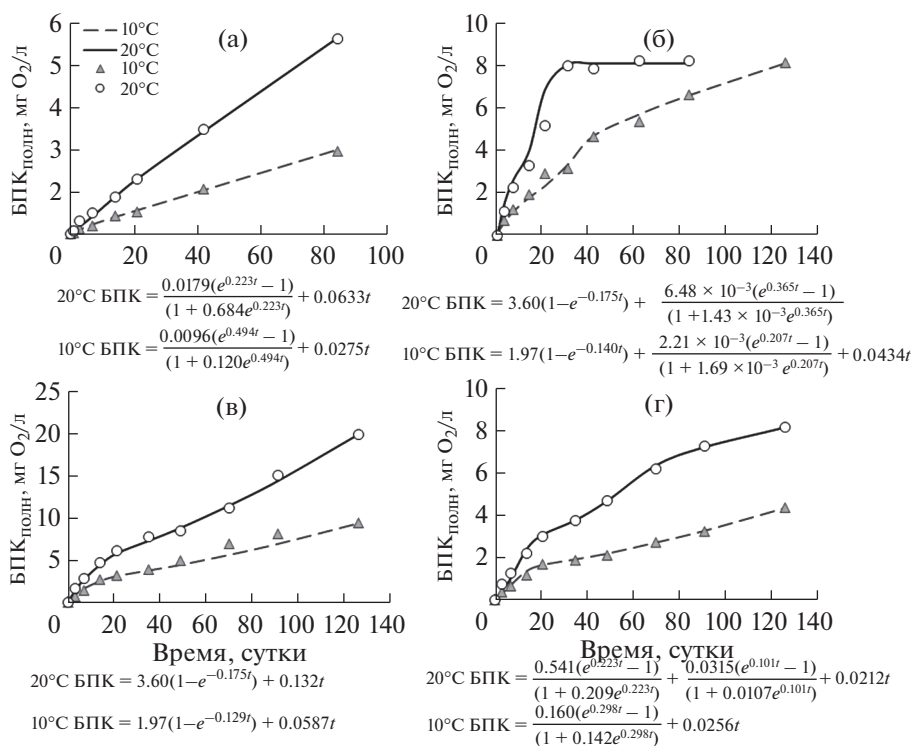 (а)
БПК_полн, мг O₂/л
6
5
4
3
2
1
0 20 40 60 80 100
10°C
20°C
10°C
20°C
20°C БПК = 0.0179(e^{0.223t} − 1)/(1 + 0.684e^{0.223t}) + 0.0633t
10°C БПК = 0.0096(e^{0.494t} − 1)/(1 + 0.120e^{0.494t}) + 0.0275t
(б)
БПК_полн, мг O₂/л
10
8
6
4
2
0 20 40 60 80 100 120 140
20°C БПК = 3.60(1−e^{−0.175t}) + 6.48 × 10^{−3}(e^{0.365t} − 1)/(1 +1.43 × 10^{−3}e^{0.365t})
10°C БПК = 1.97(1−e^{−0.140t}) + 2.21 × 10^{−3}(e^{0.207t} − 1)/(1 + 1.69 ×10^{−3} e^{0.207t}) + 0.0434t
(в)
БПК_полн, мг O₂/л
25
20
15
10
5
0 20 40 60 80 100 120 140
Время, сутки
20°C БПК = 3.60(1−e^{−0.175t}) + 0.132t
10°C БПК = 1.97(1−e^{−0.129t}) + 0.0587t
(г)
БПК_полн, мг O₂/л
10
8
6
4
2
0 20 40 60 80 100 120 140
Время, сутки
20°C БПК = 0.541(e^{0.223t} − 1)/(1 + 0.209e^{0.223t}) + 0.0315(e^{0.101t} − 1)/(1 + 0.0107e^{0.101t}) + 0.0212t
10°C БПК = 0.160(e^{0.298t} − 1)/(1 + 0.142e^{0.298t}) + 0.0256t